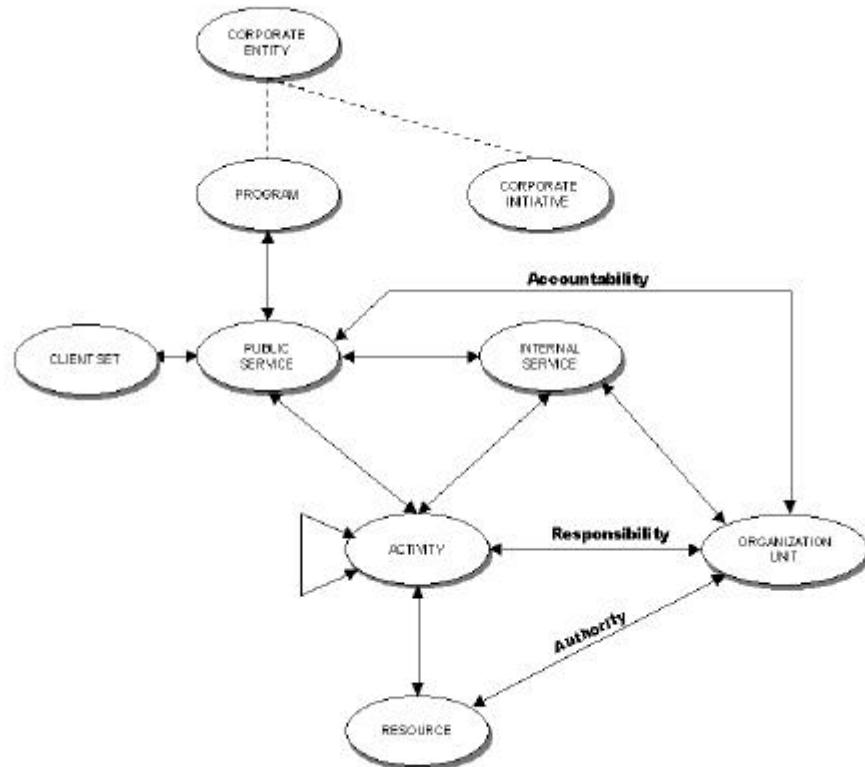 CORPORATE
ENTITY
PROGRAM
CORPORATE
INITIATIVE
Accountability
CLIENT SET
PUBLIC
SERVICE
INTERNAL
SERVICE
ACTIVITY
Responsibility
ORGANIZATION
UNIT
Authority
RESOURCE